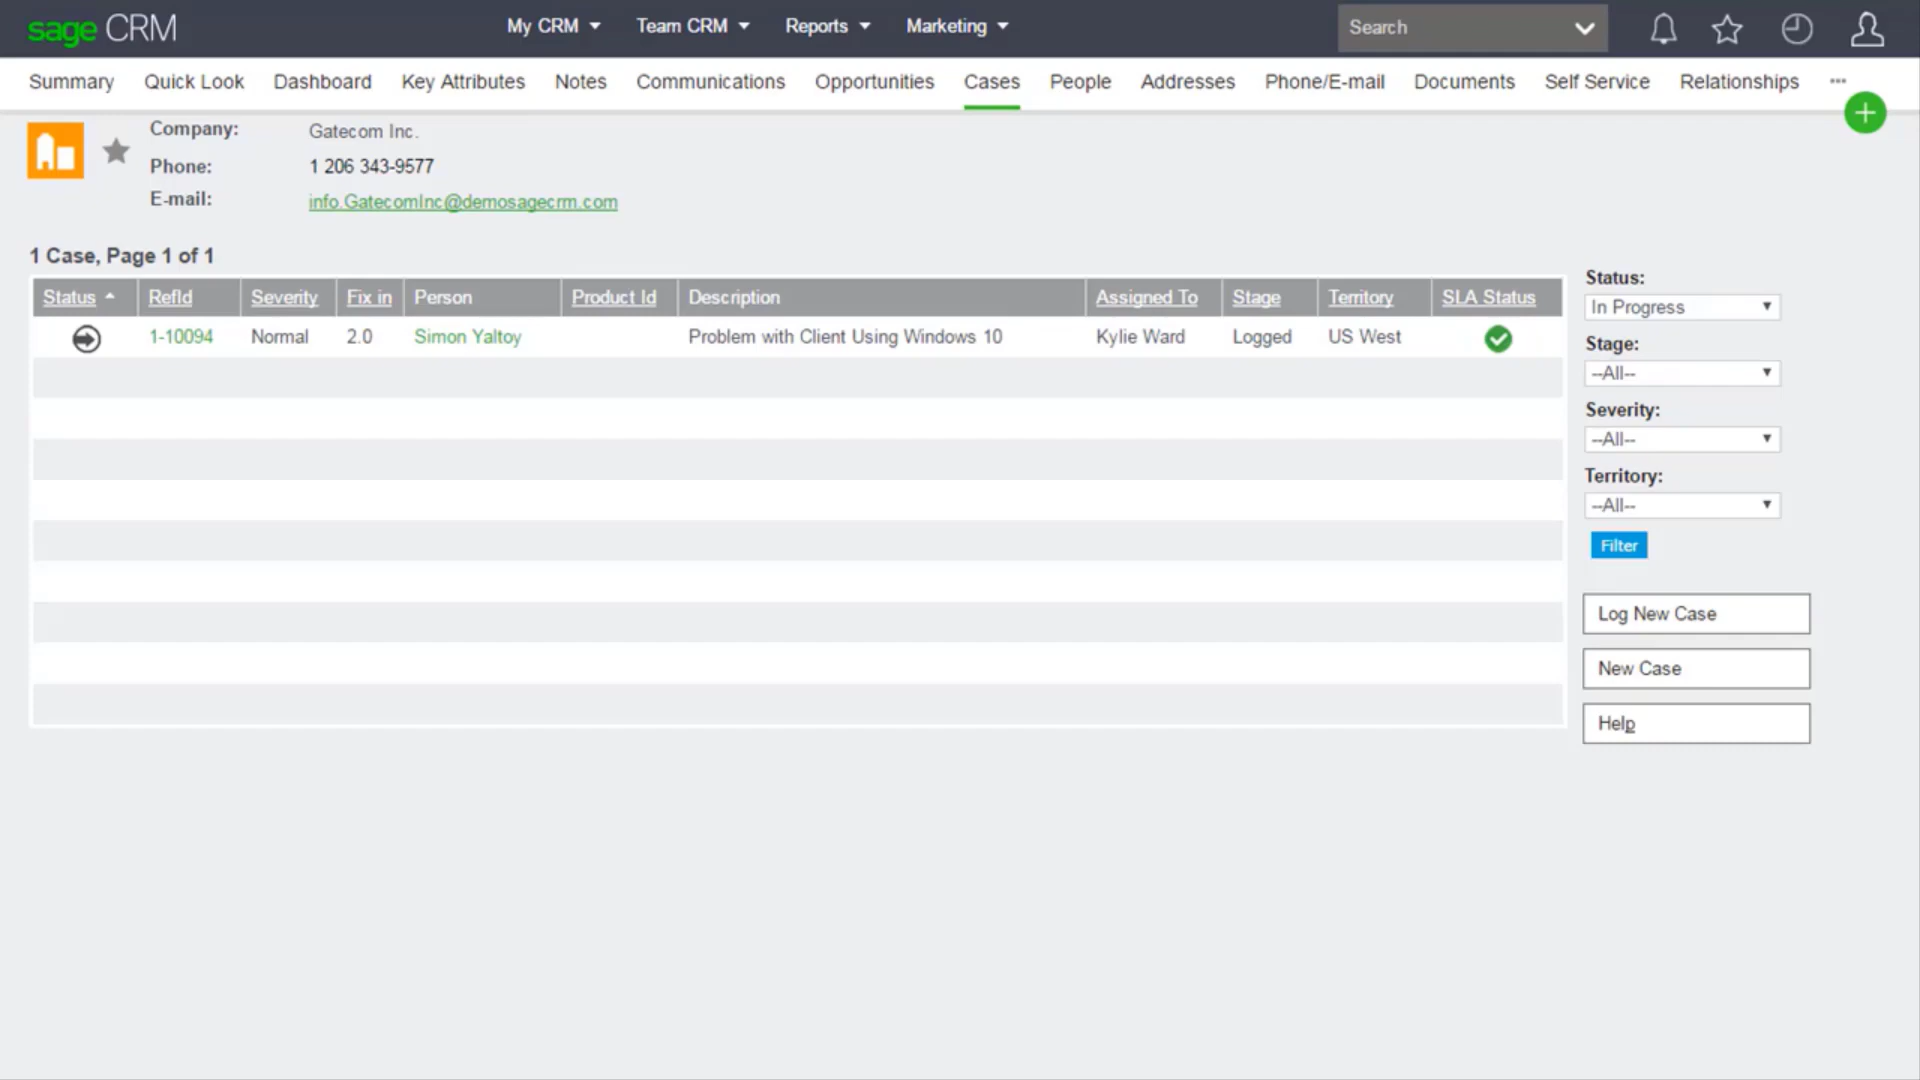 sage CRM
My CRM
Team CRM
Reports
Marketing
Search
Summary
Quick Look
Dashboard
Key Attributes
Notes
Communications
Opportunities
Cases
People
Addresses
Phone/E-mail
Documents
Self Service
Relationships
...
Company: Gatecom Inc.
Phone: 1 206 343-9577
E-mail: info.GatecomInc@demosagecrm.com
1 Case, Page 1 of 1
Status RefId Severity Fix in Person Product Id Description Assigned To Stage Territory SLA Status
1-10094 Normal 2.0 Simon Yaltoy Problem with Client Using Windows 10 Kylie Ward Logged US West
Status:
In Progress
Stage:
--All--
Severity:
--All--
Territory:
--All--
Filter
Log New Case
New Case
Help